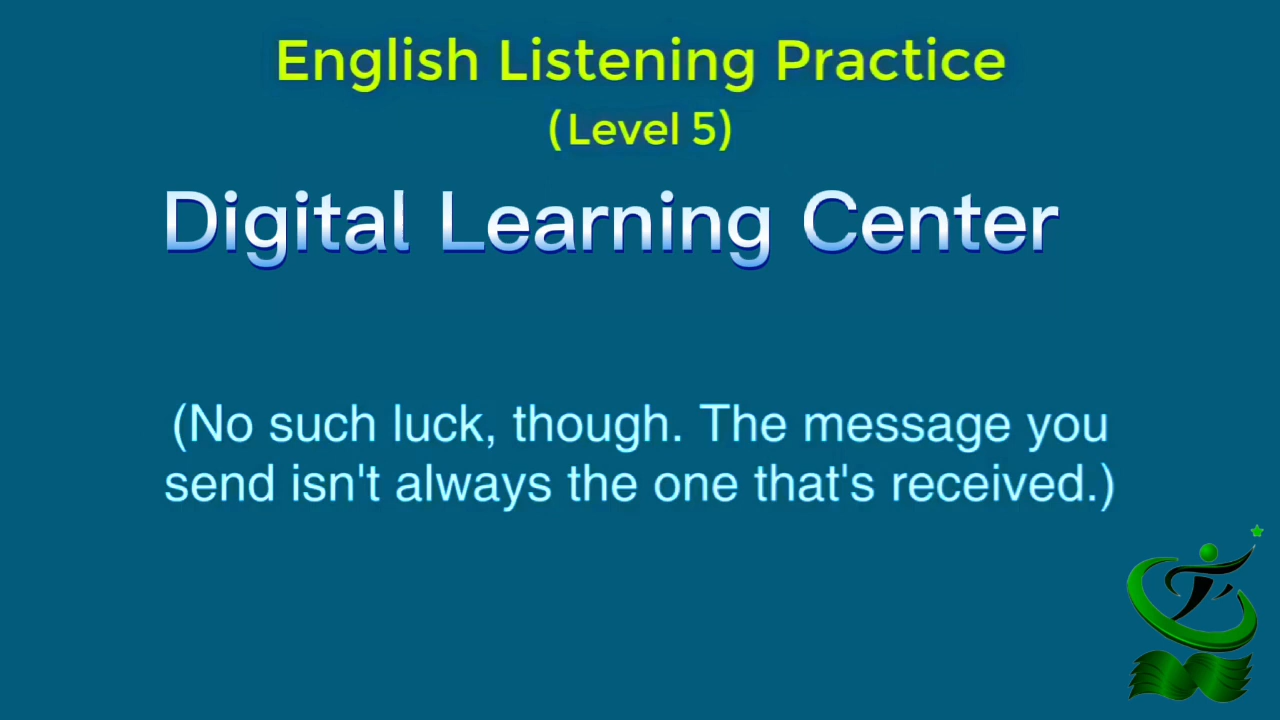 English Listening Practice
(Level 5)
Digital Learning Center
(No such luck, though. The message you
send isn't always the one that's received.)